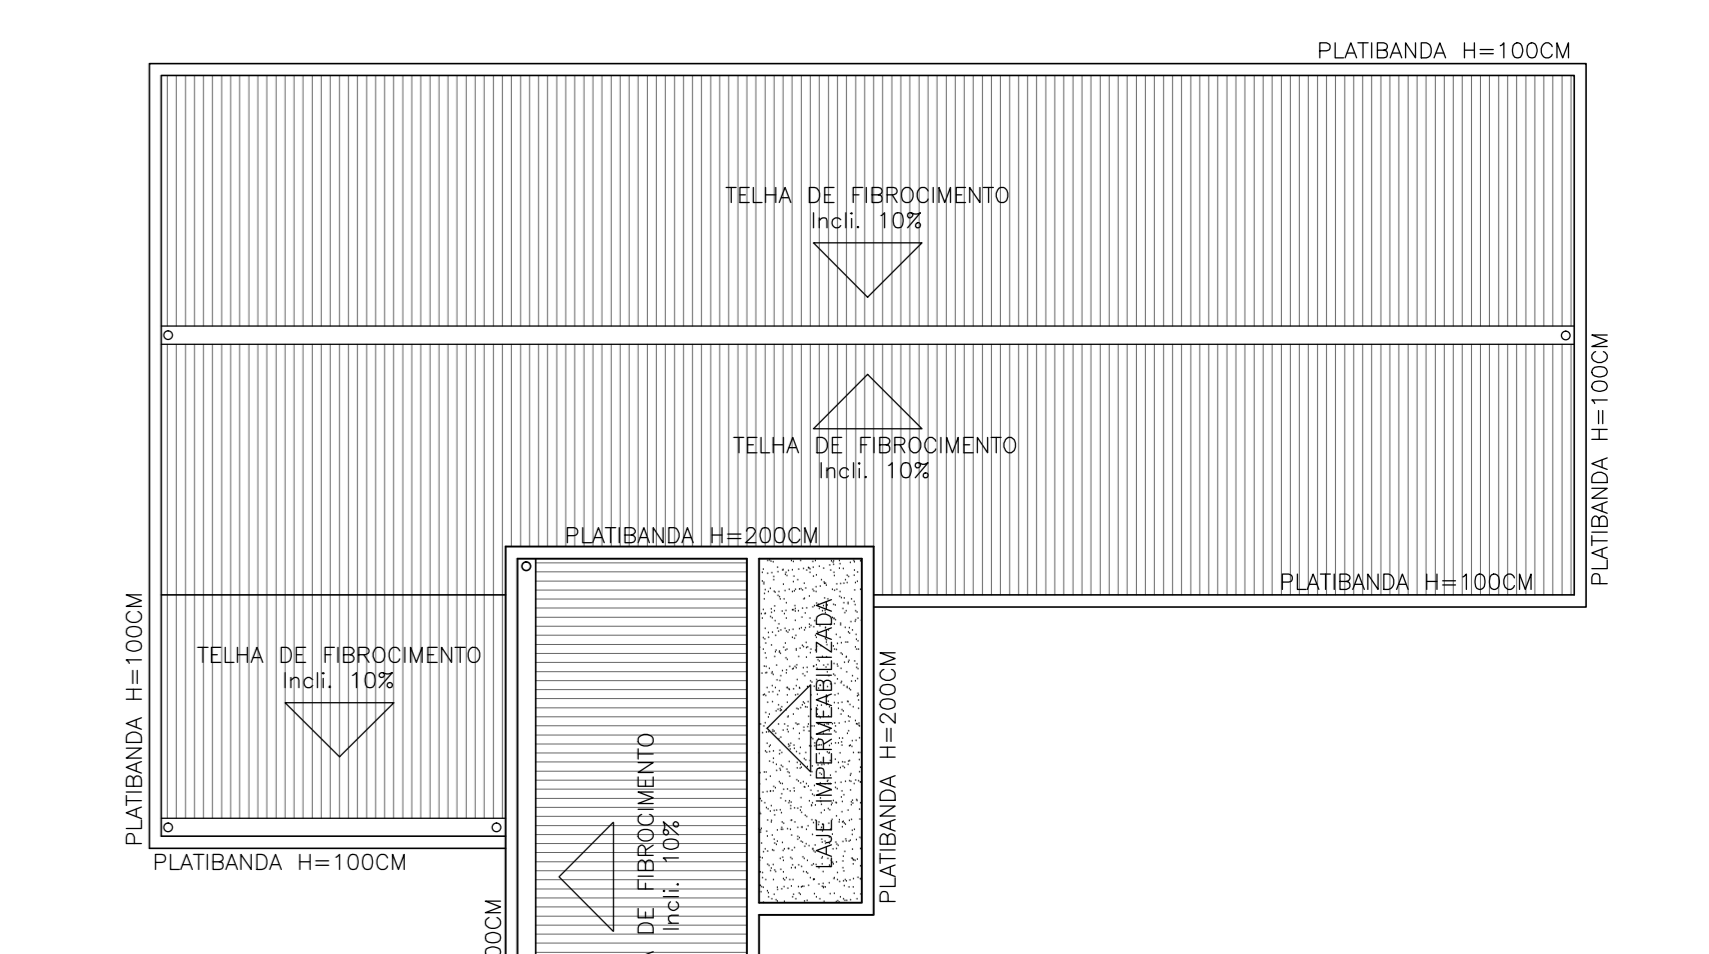 PLATIBANDA H=100CM
TELHA DE FIBROCIMENTO
Incli. 10%
PLATIBANDA H=100CM
TELHA DE FIBROCIMENTO
Incli. 10%
PLATIBANDA H=200CM
PLATIBANDA H=100CM
PLATIBANDA H=100CM
TELHA DE FIBROCIMENTO
Incli. 10%
LAJE IMPERMEABILIZADA
PLATIBANDA H=200CM
DE FIBROCIMENTO
Incli. 10%
PLATIBANDA H=100CM